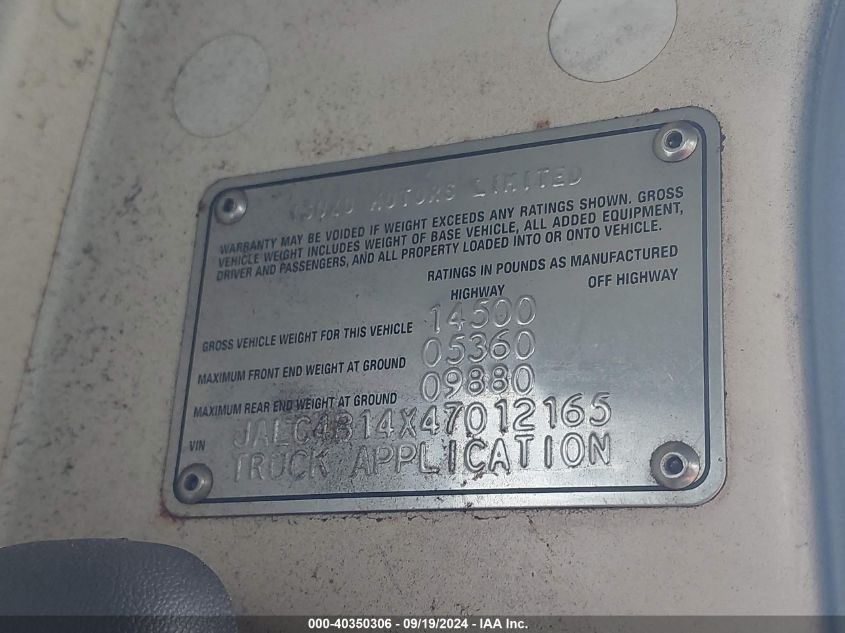 ISUZU MOTORS LIMITED
WARRANTY MAY BE VOIDED IF WEIGHT EXCEEDS ANY RATINGS SHOWN. GROSS
VEHICLE WEIGHT INCLUDES WEIGHT OF BASE VEHICLE, ALL ADDED EQUIPMENT,
DRIVER AND PASSENGERS, AND ALL PROPERTY LOADED INTO OR ONTO VEHICLE.
RATINGS IN POUNDS AS MANUFACTURED
HIGHWAY OFF HIGHWAY
GROSS VEHICLE WEIGHT FOR THIS VEHICLE 14500
MAXIMUM FRONT END WEIGHT AT GROUND 05360
MAXIMUM REAR END WEIGHT AT GROUND 09880
VIN JALC4B14X47012165
TRUCK APPLICATION
000-40350306 - 09/19/2024 - IAA Inc.